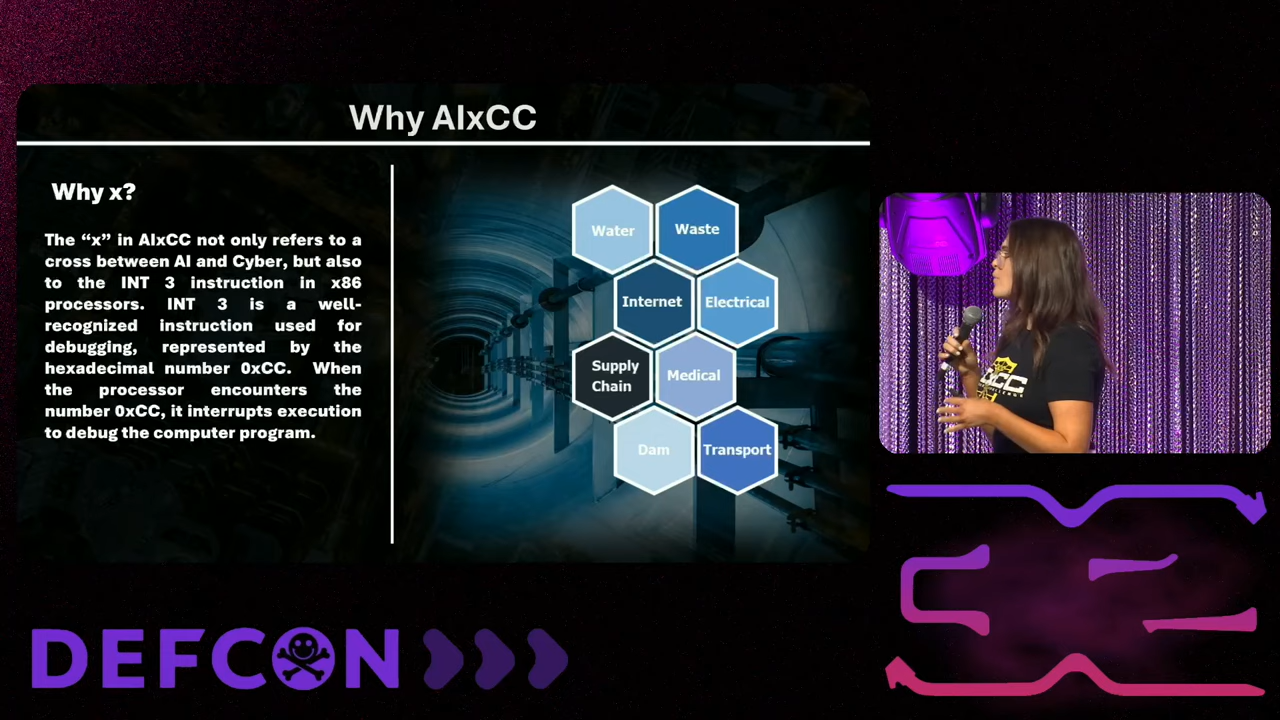 Why AIxCC
Why x?
The “x” in AIxCC not only refers to a
cross between AI and Cyber, but also
to the INT 3 instruction in x86
processors. INT 3 is a well-
recognized instruction used for
debugging, represented by the
hexadecimal number 0xCC. When
the processor encounters the
number 0xCC, it interrupts execution
to debug the computer program.
Water
Waste
Internet
Electrical
Supply
Chain
Medical
Dam
Transport
DEFCON